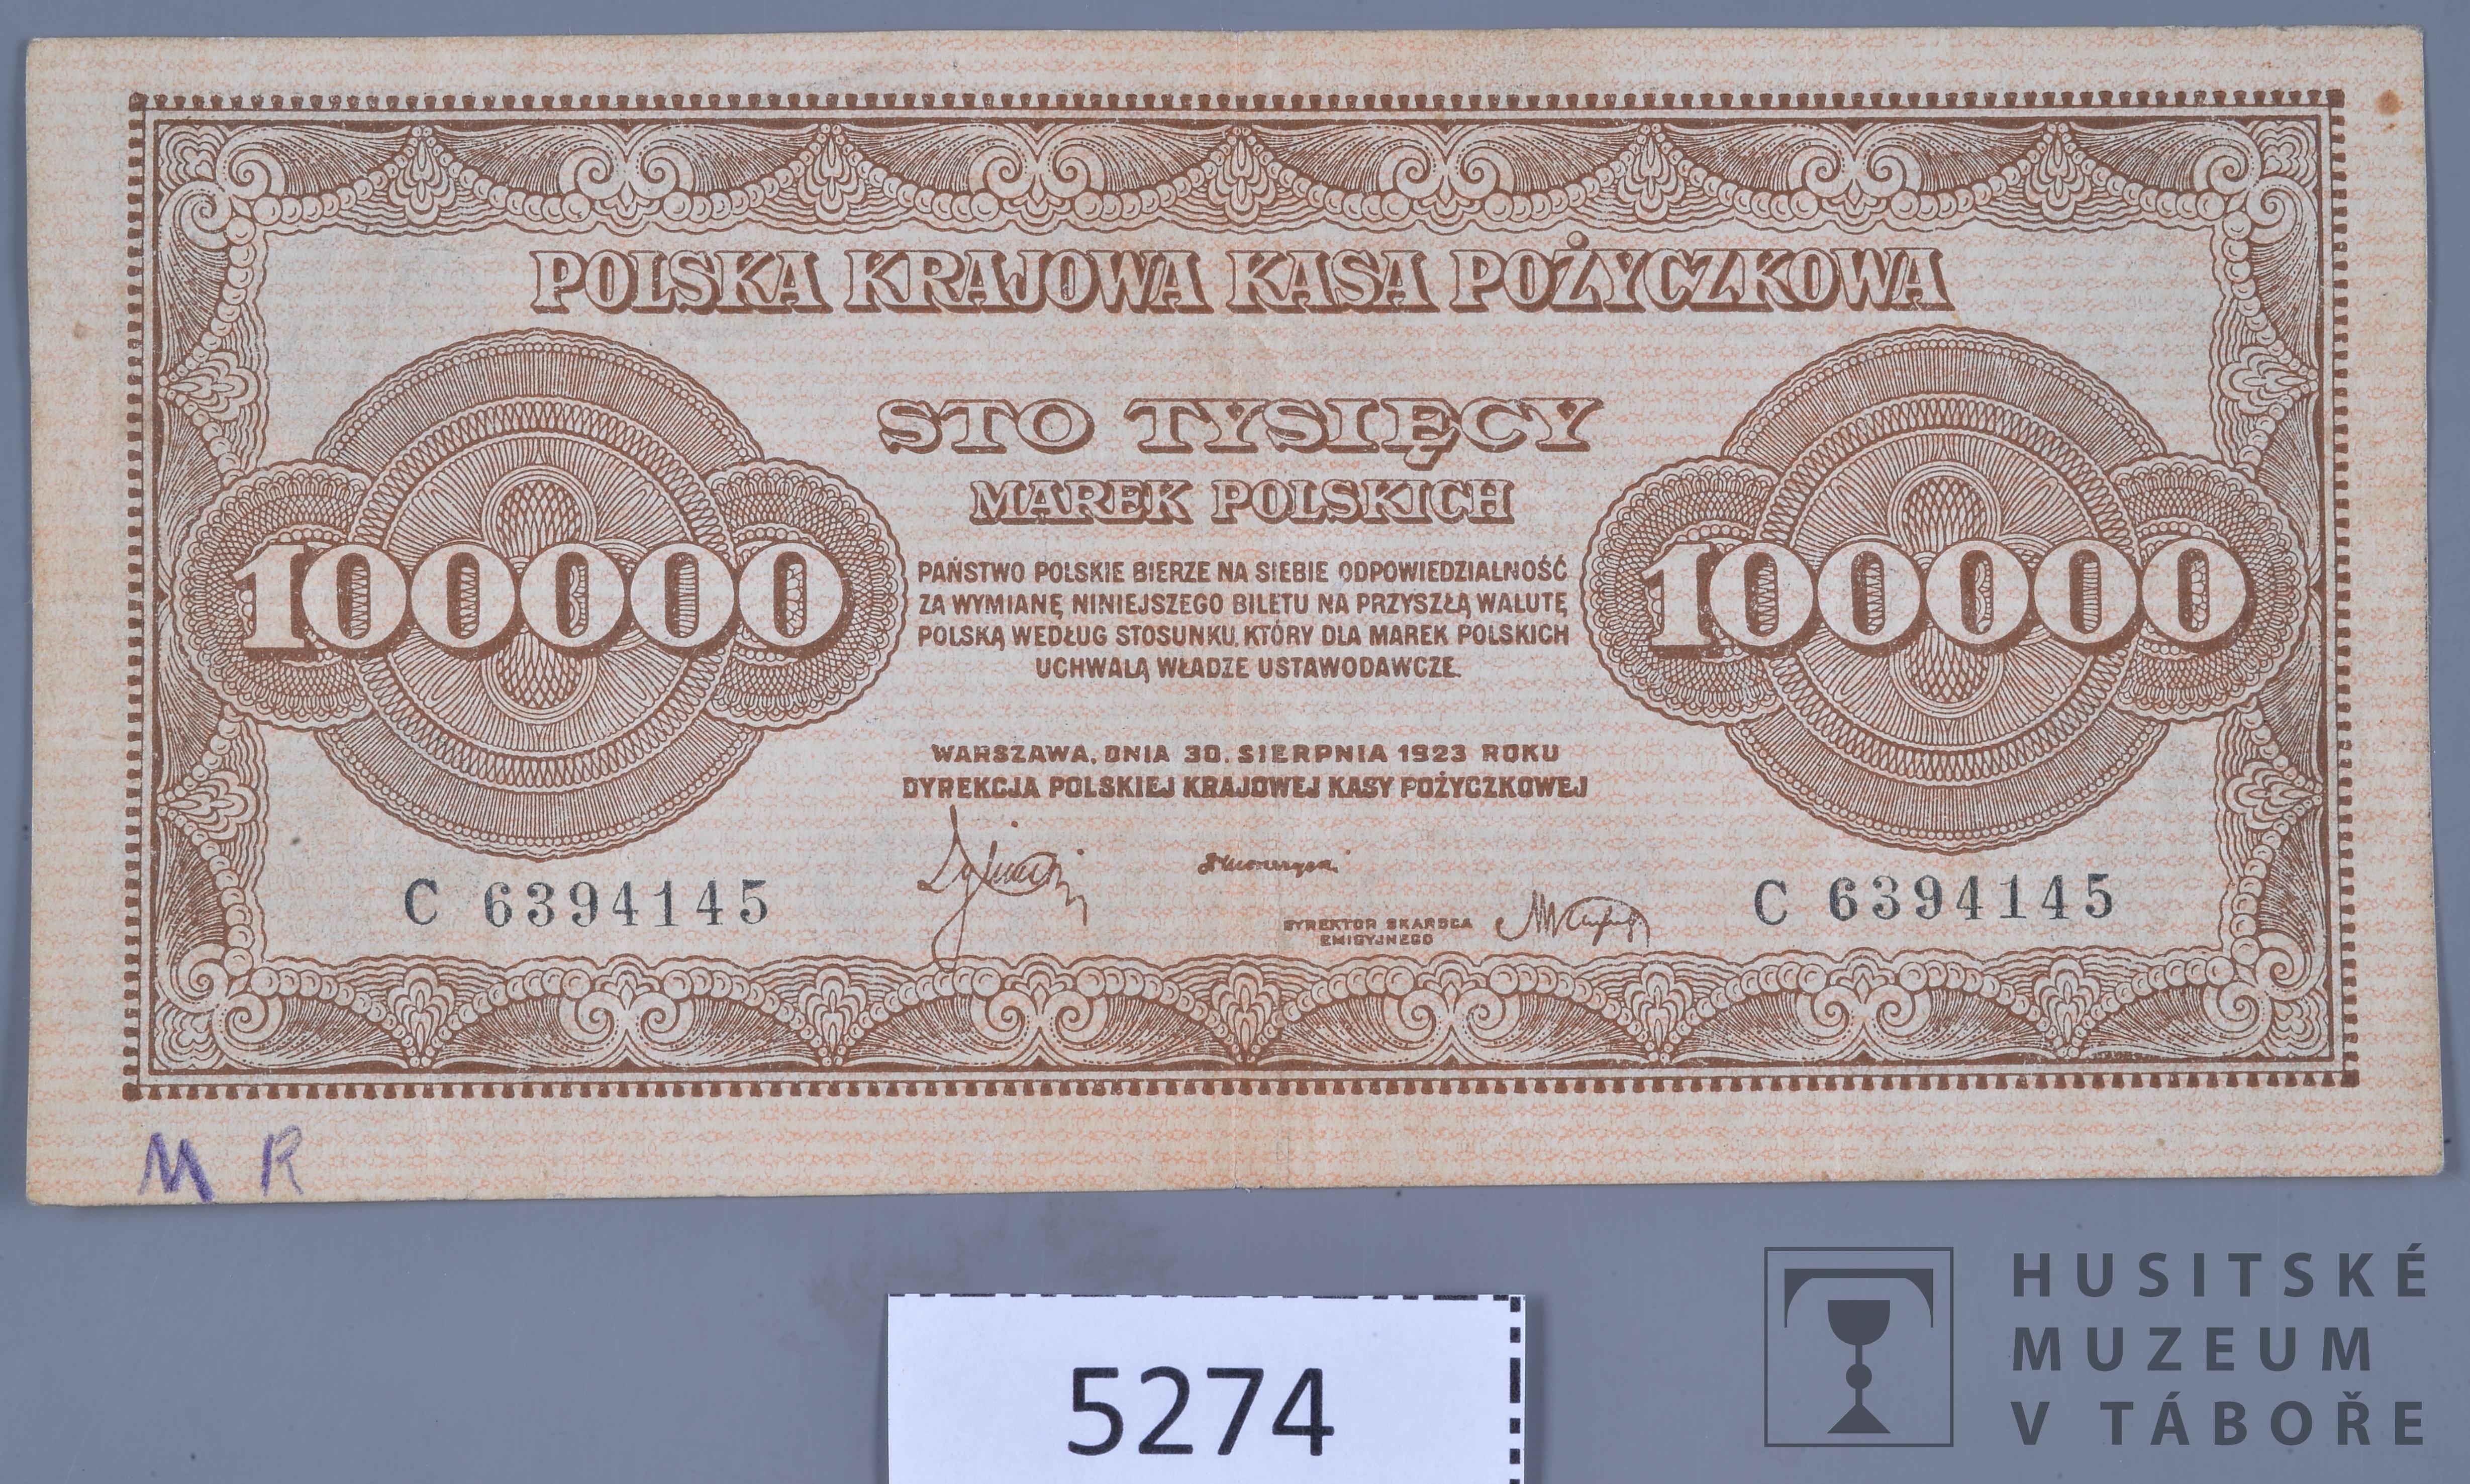 POLSKA KRAJOWA KASA POŻYCZKOWA
STO TYSIĘCY
MAREK POLSKICH
100000
100000
PAŃSTWO POLSKIE BIERZE NA SIEBIE ODPOWIEDZIALNOŚĆ
ZA WYMIANĘ NINIEJSZEGO BILETU NA PRZYSZŁĄ WALUTĘ
POLSKĄ WEDŁUG STOSUNKU, KTÓRY DLA MAREK POLSKICH
UCHWALĄ WŁADZE USTAWODAWCZE.
WARSZAWA, DNIA 30. SIERPNIA 1923 ROKU
DYREKCJA POLSKIEJ KRAJOWEJ KASY POŻYCZKOWEJ
C 6394145
DYREKTOR SKARBCA
EMISYJNEGO
C 6394145
M R
5274
HUSITSKÉ
MUZEUM
V TÁBOŘE